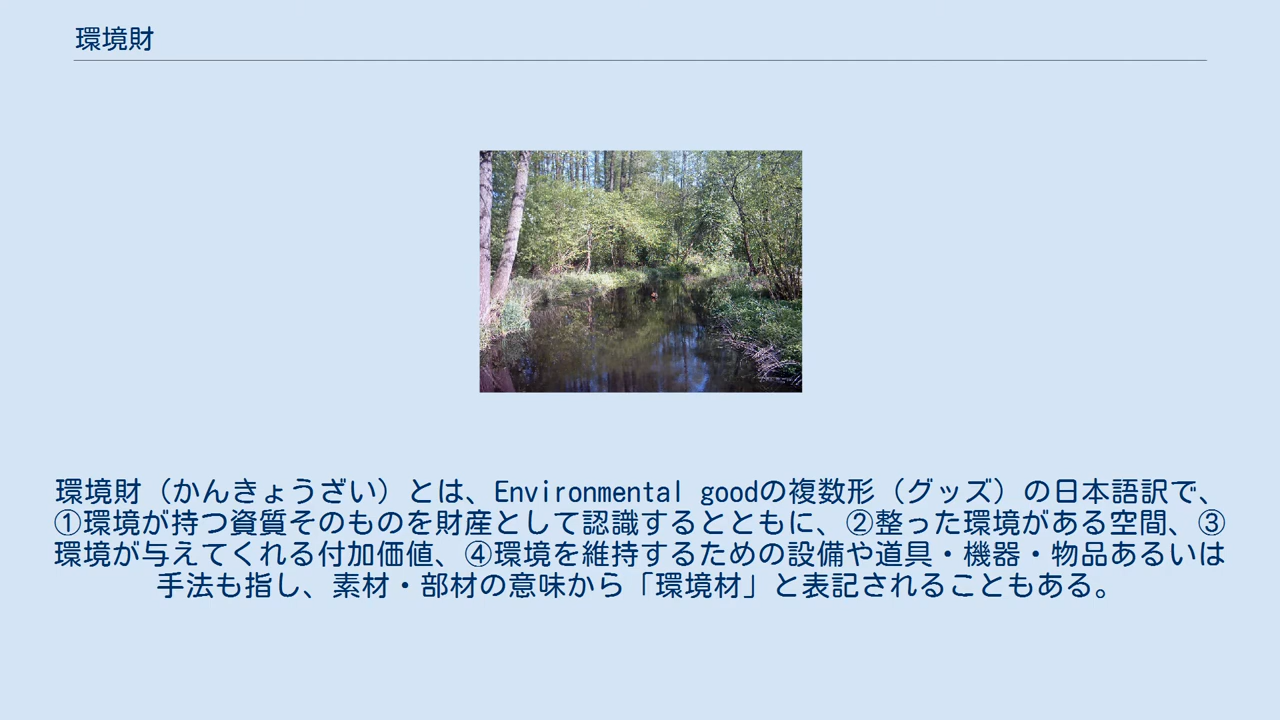 環境財
環境財（かんきょうざい）とは、Environmental goodの複数形（グッズ）の日本語訳で、
①環境が持つ資質そのものを財産として認識するとともに、②整った環境がある空間、③
環境が与えてくれる付加価値、④環境を維持するための設備や道具・機器・物品あるいは
手法も指し、素材・部材の意味から「環境材」と表記されることもある。